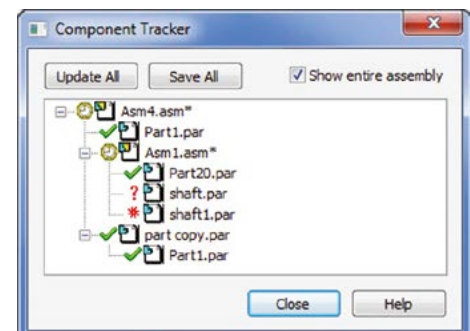 Component Tracker
Update All Save All Show entire assembly
Asm4.asm*
Part1.par
Asm1.asm*
Part20.par
? shaft.par
* shaft1.par
part copy.par
Part1.par
Close Help